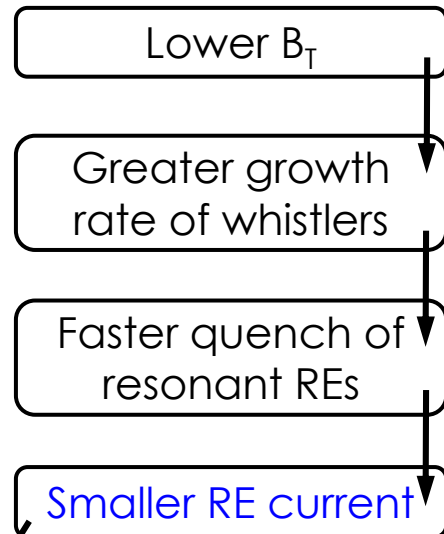 Lower B_T
Greater growth
rate of whistlers
Faster quench of
resonant REs
Smaller RE current